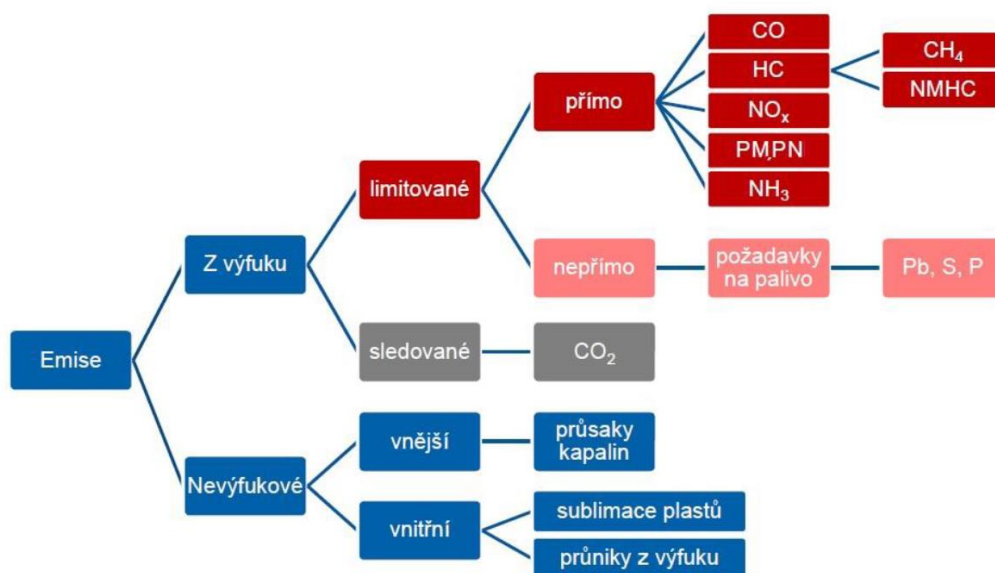 CO
HC
CH₄
NMHC
přímo
NOₓ
PM,PN
NH₃
limitované
Z výfuku
nepřímo
požadavky
na palivo
Pb, S, P
Emise
sledované
CO₂
vnější
průsaky
kapalin
Nevýfukové
vnitřní
sublimace plastů
průniky z výfuku